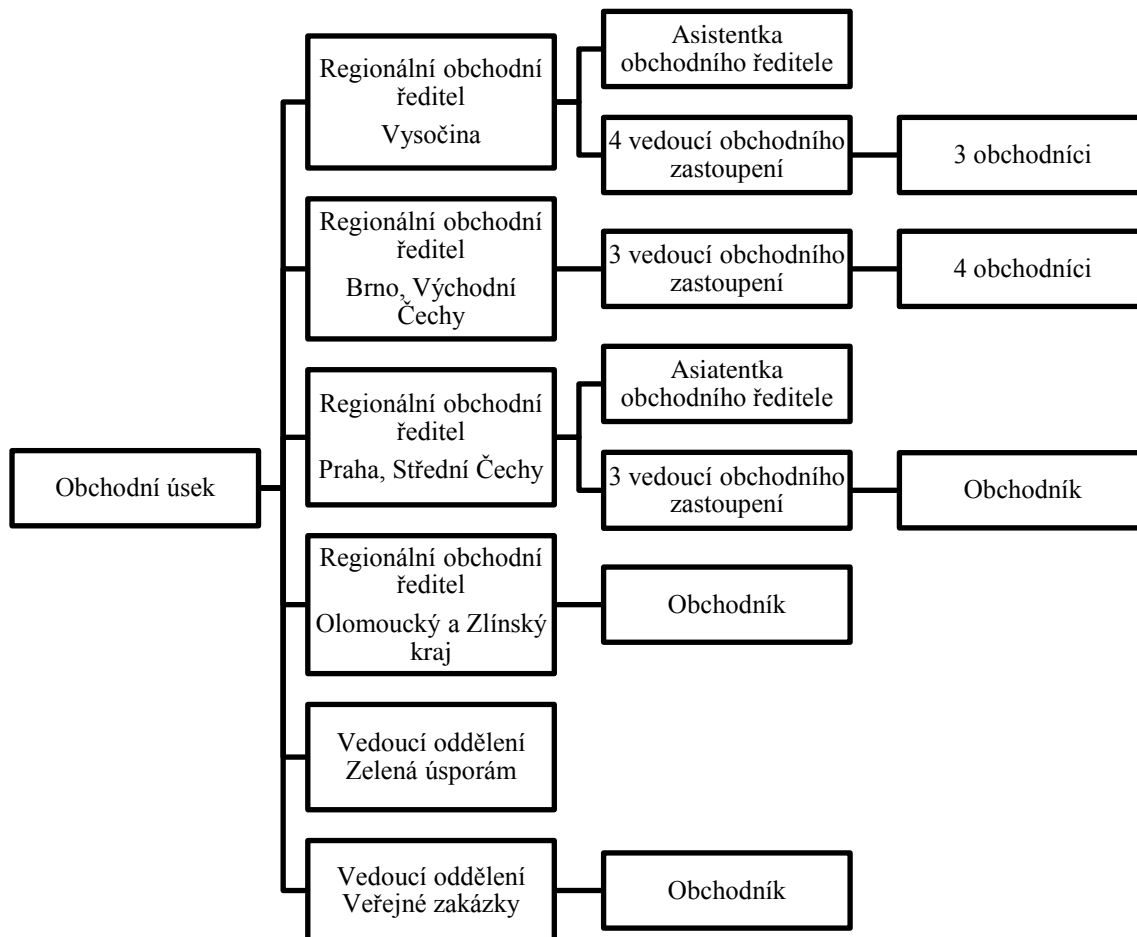 Obchodní úsek
Regionální obchodní
ředitel
Vysočina
Asistentka
obchodního ředitele
4 vedoucí obchodního
zastoupení
3 obchodníci
Regionální obchodní
ředitel
Brno, Východní
Čechy
3 vedoucí obchodního
zastoupení
4 obchodníci
Regionální obchodní
ředitel
Praha, Střední Čechy
Asiatentka
obchodního ředitele
3 vedoucí obchodního
zastoupení
Obchodník
Regionální obchodní
ředitel
Olomoucký a Zlínský
kraj
Obchodník
Vedoucí oddělení
Zelená úsporám
Vedoucí oddělení
Veřejné zakázky
Obchodník